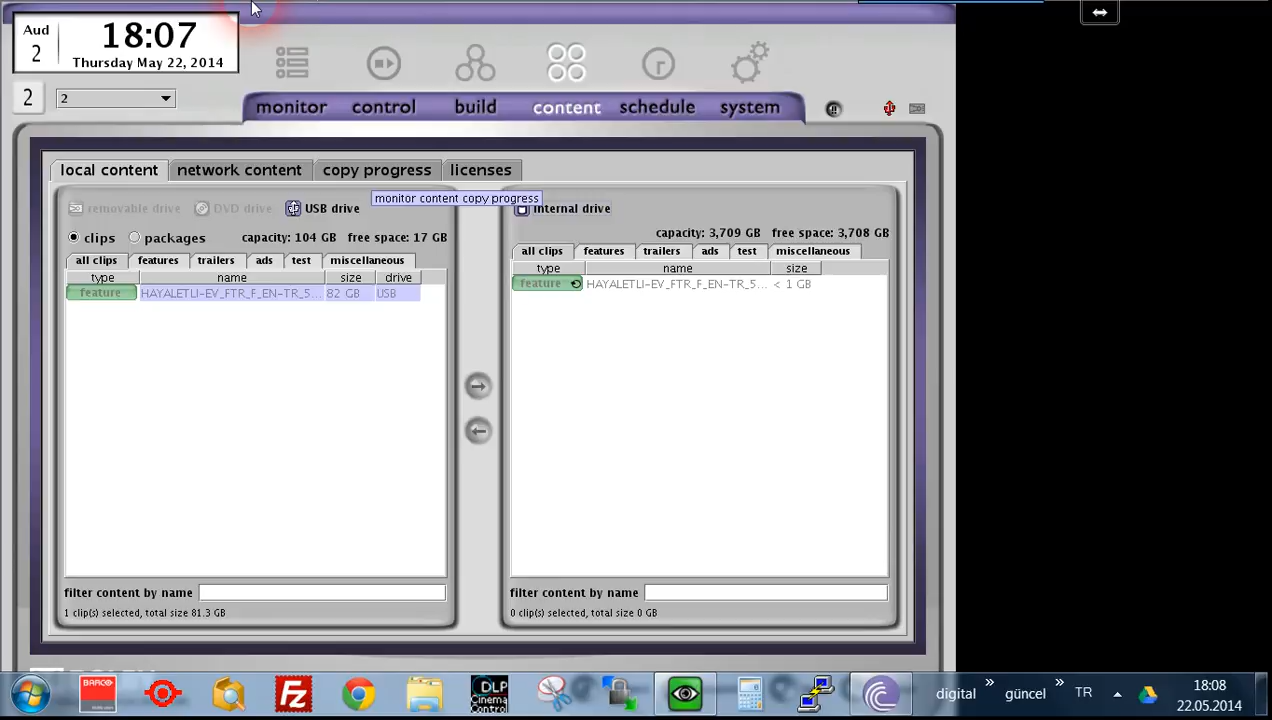 Aud
2
18:07
Thursday May 22, 2014
2
2
monitor control build content schedule system
local content network content copy progress licenses
monitor content copy progress
removable drive DVD drive USB drive
clips packages capacity: 104 GB free space: 17 GB
all clips features trailers ads test miscellaneous
type name size drive
feature HAYALETLI-EV_FTR_F_EN-TR_5... 82 GB USB
filter content by name
1 clip(s) selected, total size 81.3 GB
Internal drive
capacity: 3,709 GB free space: 3,708 GB
all clips features trailers ads test miscellaneous
type name size
feature HAYALETLI-EV_FTR_F_EN-TR_5... < 1 GB
filter content by name
0 clip(s) selected, total size 0 GB
BARCO
FZ
DLP
Cinema
Control
digital » güncel » TR
18:08
22.05.2014